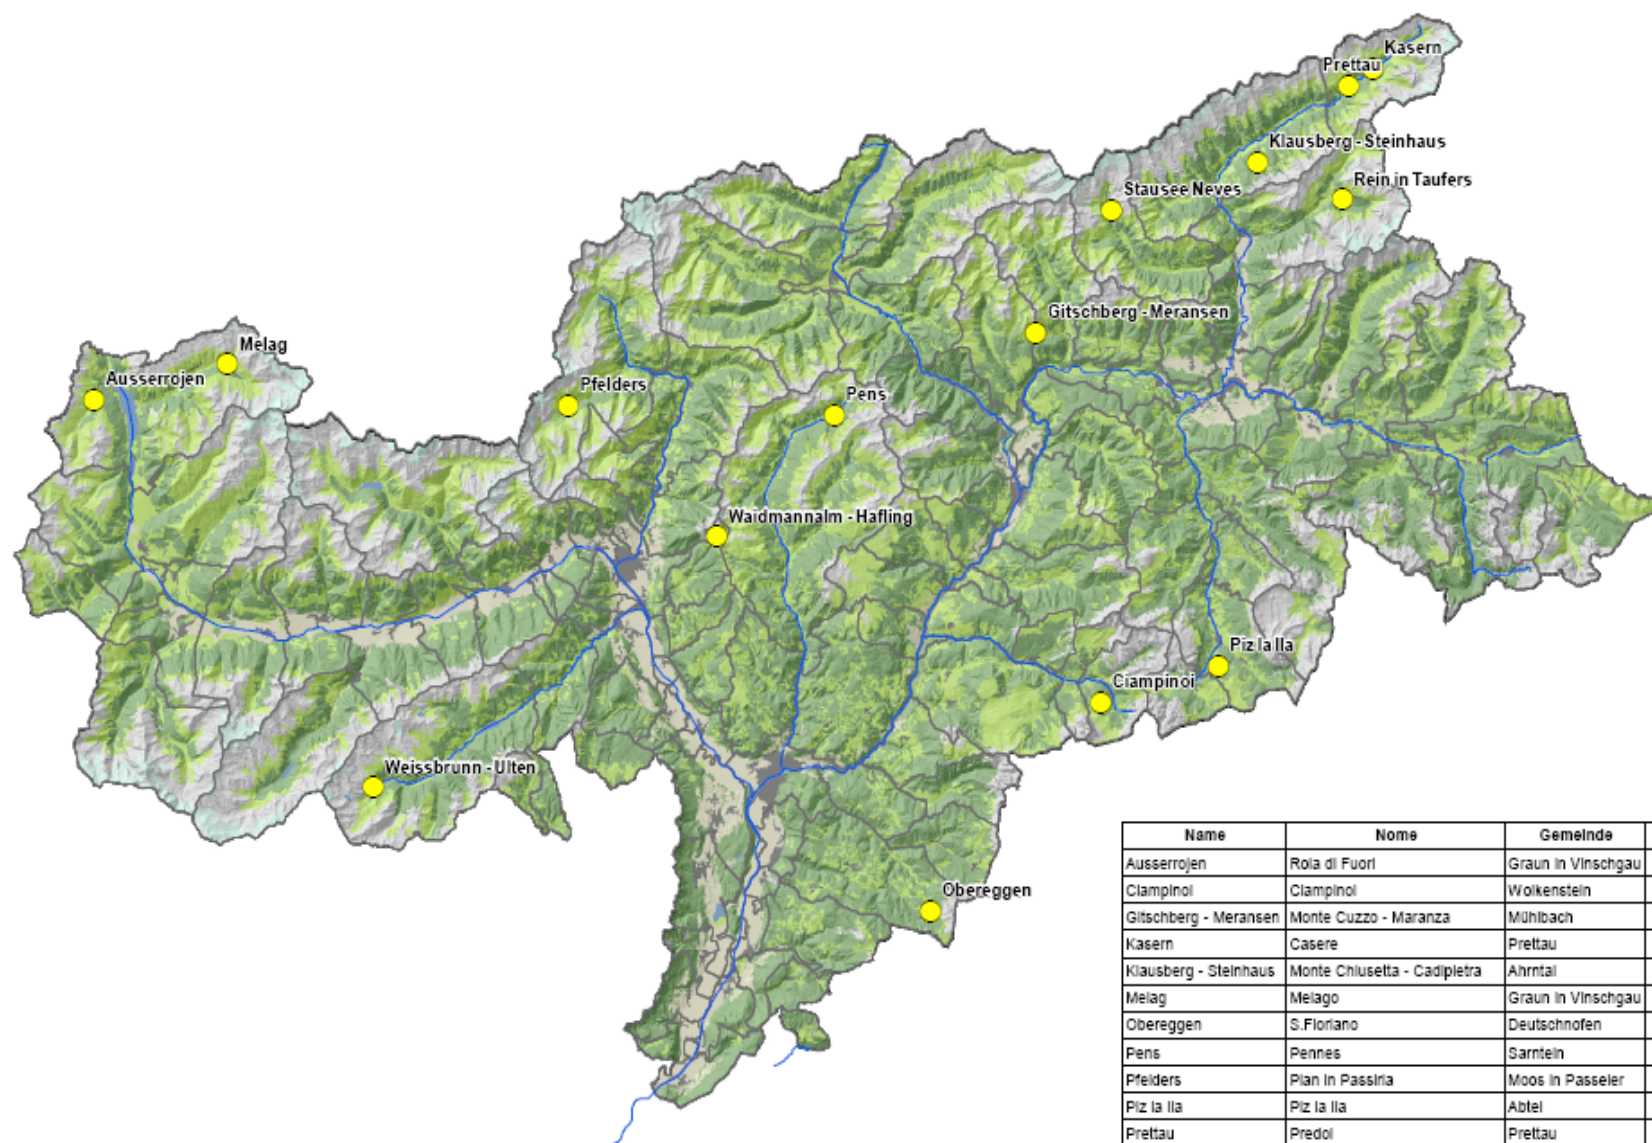 Kasern
Prettau
Klausberg - Steinhaus
Rein in Taufers
Stausee Neves
Gitschberg - Meransen
Melag
Ausserrojen
Pfelders
Pens
Waidmannalm - Hafling
Piz la Ila
Ciampinoi
Weissbrunn - Ulten
Obereggen
Name Nome Gemeinde
Ausserrojen Roia di Fuori Graun in Vinschgau
Ciampinoi Ciampinoi Wolkenstein
Gitschberg - Meransen Monte Cuzzo - Maranza Mühlbach
Kasern Casere Prettau
Klausberg - Steinhaus Monte Chiusetta - Cadipietra Ahrntal
Melag Melago Graun in Vinschgau
Obereggen S.Floriano Deutschnofen
Pens Pennes Sarntein
Pfelders Plan in Passiria Moos in Passeier
Piz la Ila Piz la Ila Abtei
Prettau Predoi Prettau